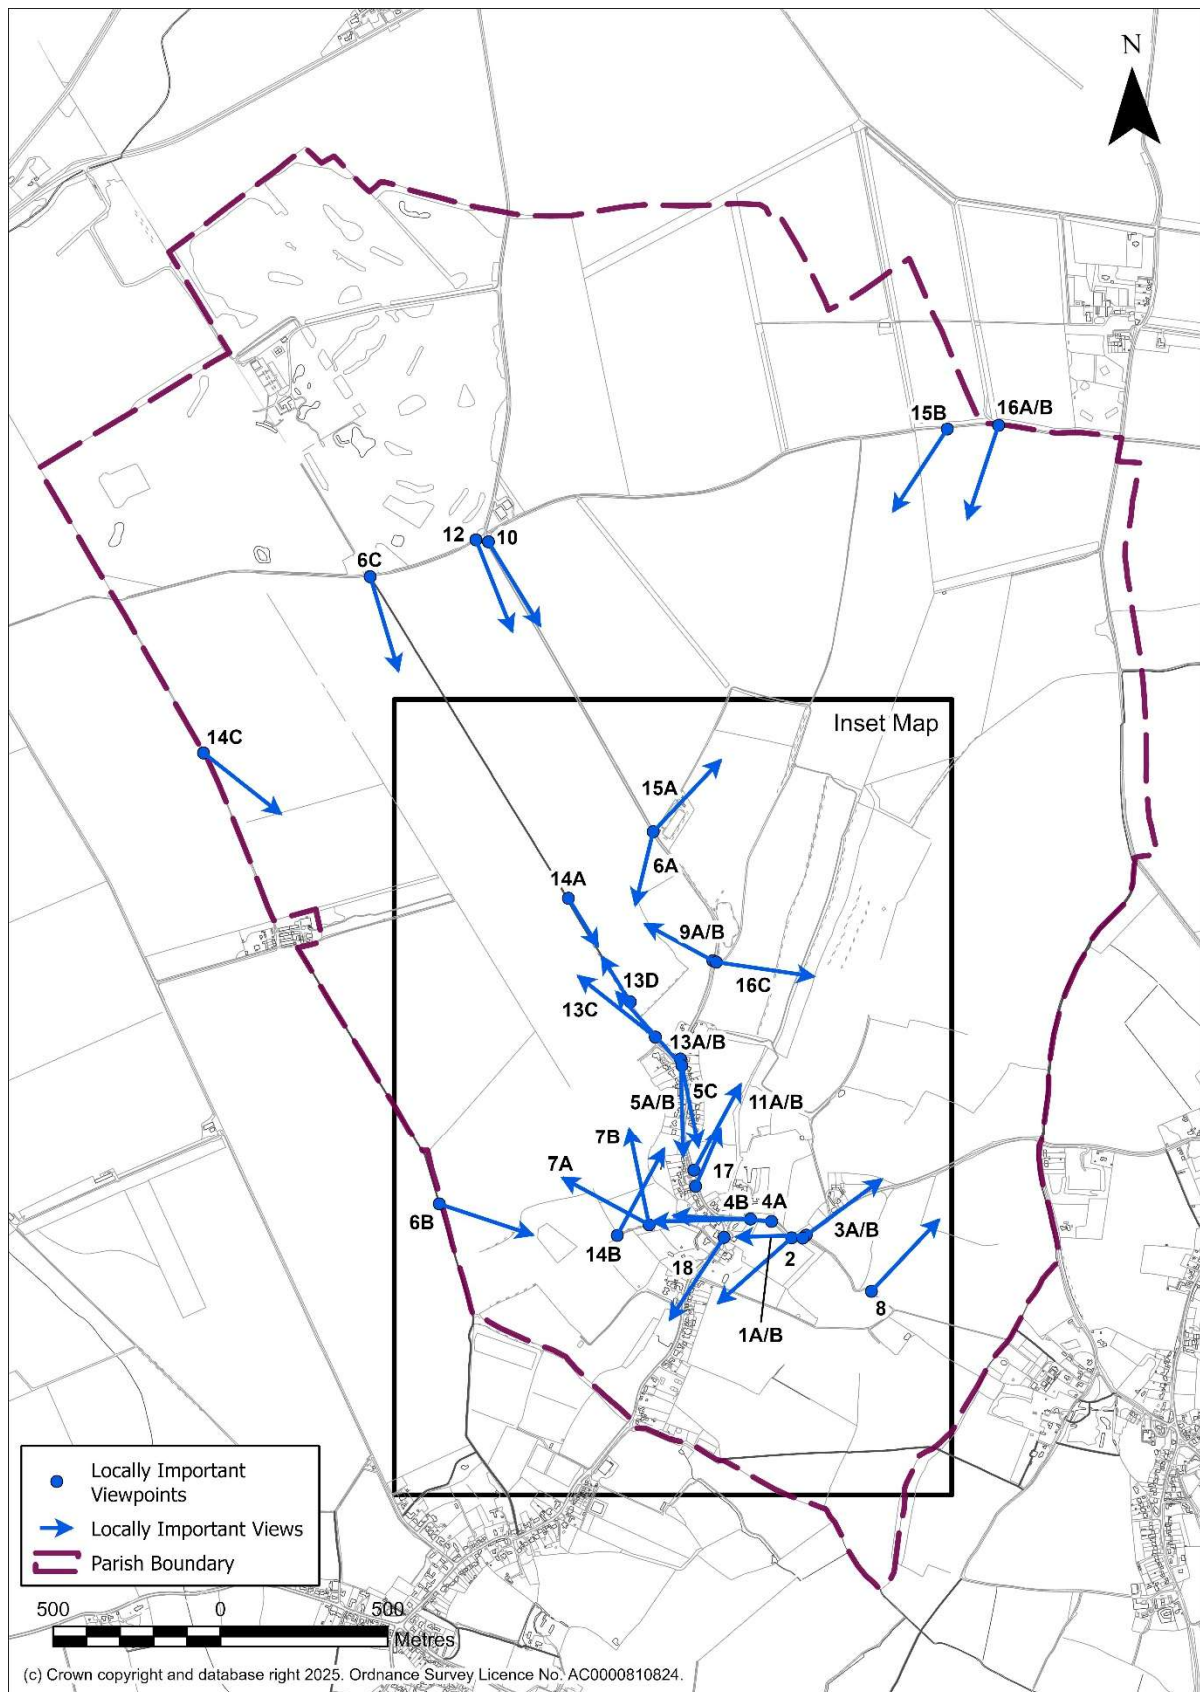 N
15B
16A/B
12
10
6C
Inset Map
14C
15A
6A
14A
9A/B
16C
13D
13C
13A/B
5C
5A/B
11A/B
7B
7A
17
4B
4A
6B
3A/B
14B
2
18
8
1A/B
Locally Important
Viewpoints
Locally Important Views
Parish Boundary
500
0
500
Metres
(c) Crown copyright and database right 2025. Ordnance Survey Licence No. AC0000810824.